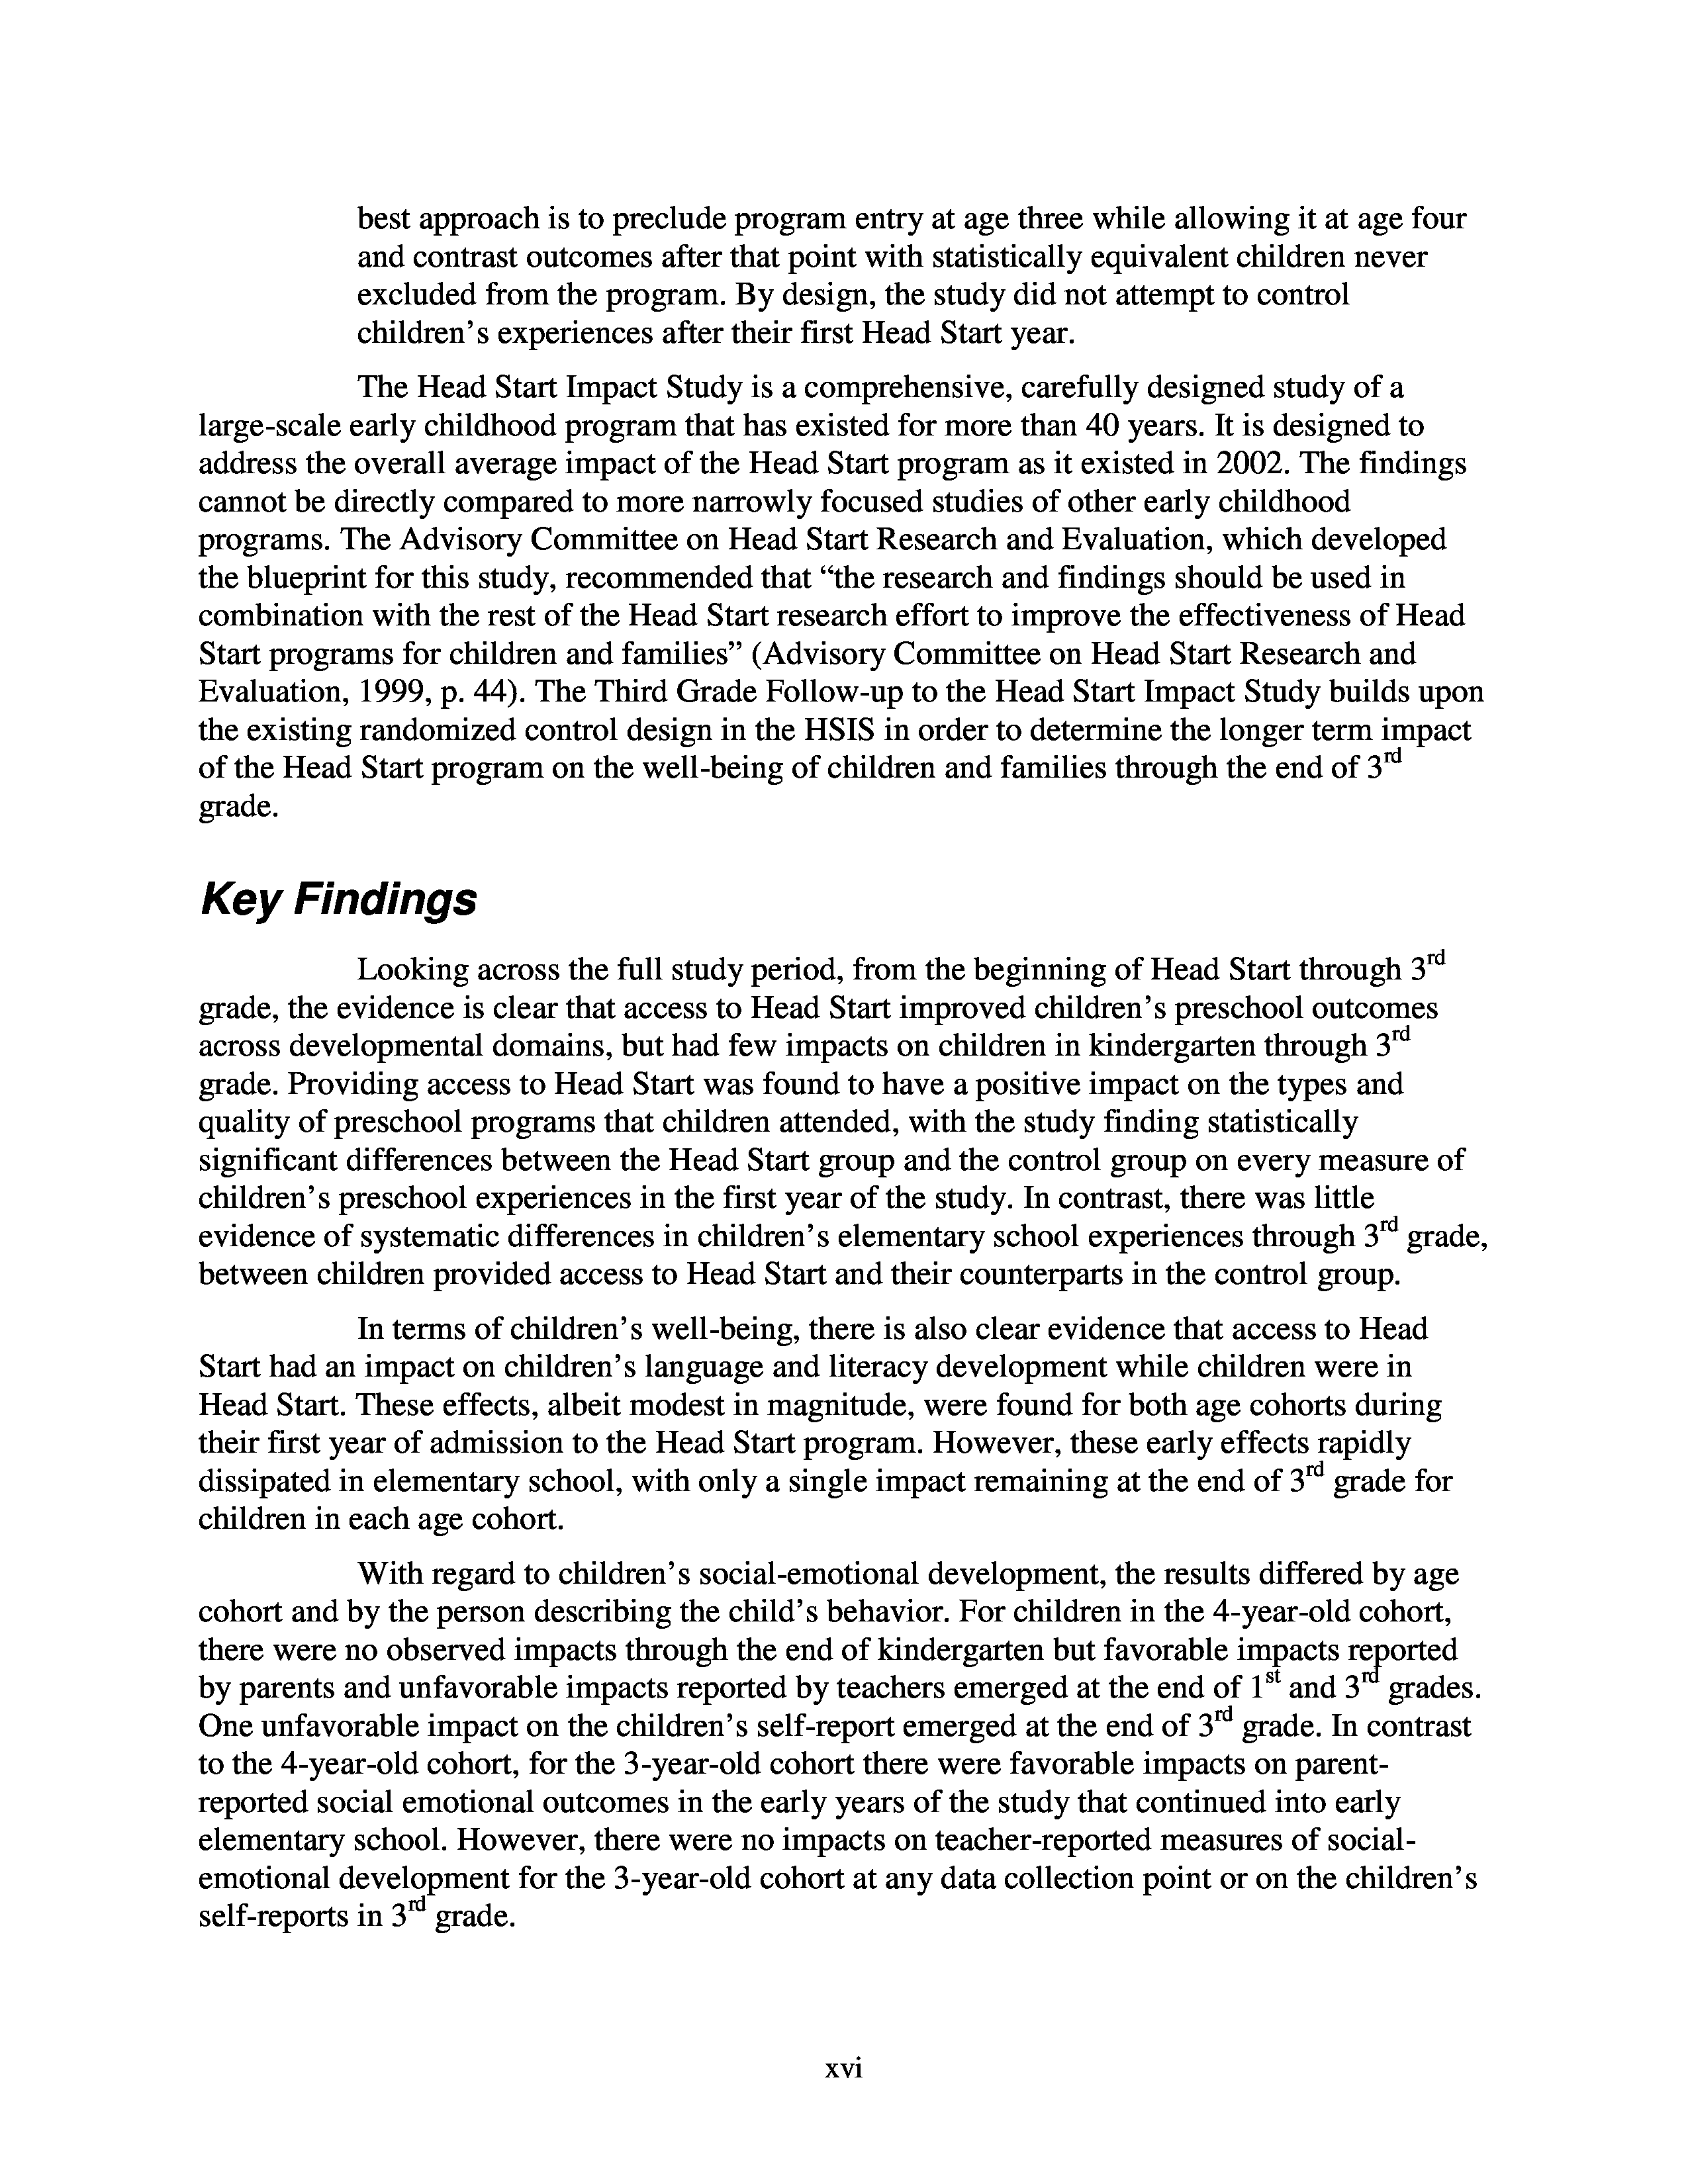 best approach is to preclude program entry at age three while allowing it at age four
and contrast outcomes after that point with statistically equivalent children never
excluded from the program. By design, the study did not attempt to control
children’s experiences after their first Head Start year.
The Head Start Impact Study is a comprehensive, carefully designed study of a
large-scale early childhood program that has existed for more than 40 years. It is designed to
address the overall average impact of the Head Start program as it existed in 2002. The findings
cannot be directly compared to more narrowly focused studies of other early childhood
programs. The Advisory Committee on Head Start Research and Evaluation, which developed
the blueprint for this study, recommended that “the research and findings should be used in
combination with the rest of the Head Start research effort to improve the effectiveness of Head
Start programs for children and families” (Advisory Committee on Head Start Research and
Evaluation, 1999, p. 44). The Third Grade Follow-up to the Head Start Impact Study builds upon
the existing randomized control design in the HSIS in order to determine the longer term impact
of the Head Start program on the well-being of children and families through the end of 3rd
grade.
Key Findings
Looking across the full study period, from the beginning of Head Start through 3rd
grade, the evidence is clear that access to Head Start improved children’s preschool outcomes
across developmental domains, but had few impacts on children in kindergarten through 3rd
grade. Providing access to Head Start was found to have a positive impact on the types and
quality of preschool programs that children attended, with the study finding statistically
significant differences between the Head Start group and the control group on every measure of
children’s preschool experiences in the first year of the study. In contrast, there was little
evidence of systematic differences in children’s elementary school experiences through 3rd grade,
between children provided access to Head Start and their counterparts in the control group.
In terms of children’s well-being, there is also clear evidence that access to Head
Start had an impact on children’s language and literacy development while children were in
Head Start. These effects, albeit modest in magnitude, were found for both age cohorts during
their first year of admission to the Head Start program. However, these early effects rapidly
dissipated in elementary school, with only a single impact remaining at the end of 3rd grade for
children in each age cohort.
With regard to children’s social-emotional development, the results differed by age
cohort and by the person describing the child’s behavior. For children in the 4-year-old cohort,
there were no observed impacts through the end of kindergarten but favorable impacts reported
by parents and unfavorable impacts reported by teachers emerged at the end of 1st and 3rd grades.
One unfavorable impact on the children’s self-report emerged at the end of 3rd grade. In contrast
to the 4-year-old cohort, for the 3-year-old cohort there were favorable impacts on parent-
reported social emotional outcomes in the early years of the study that continued into early
elementary school. However, there were no impacts on teacher-reported measures of social-
emotional development for the 3-year-old cohort at any data collection point or on the children’s
self-reports in 3rd grade.
xvi